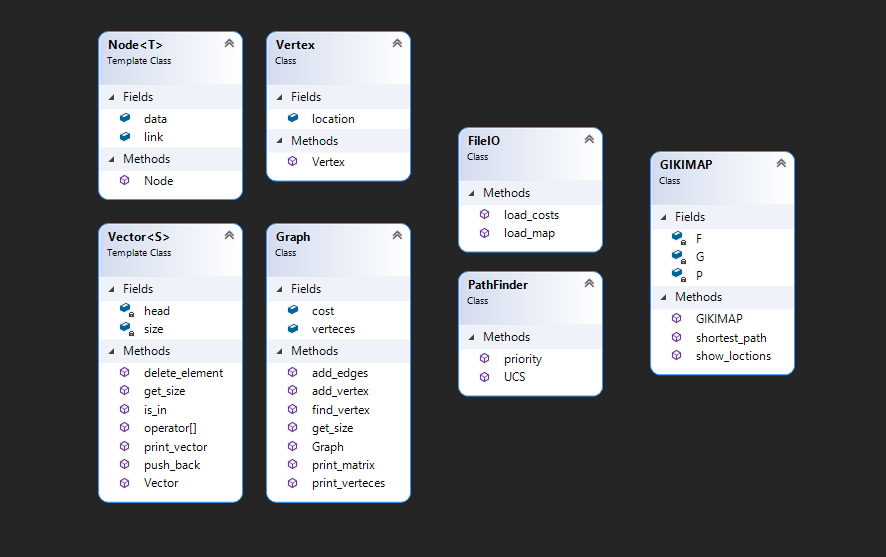 Node<T>
Template Class
Fields
data
link
Methods
Node
Vertex
Class
Fields
location
Methods
Vertex
Vector<S>
Template Class
Fields
head
size
Methods
delete_element
get_size
is_in
operator[]
print_vector
push_back
Vector
Graph
Class
Fields
cost
verteces
Methods
add_edges
add_vertex
find_vertex
get_size
Graph
print_matrix
print_verteces
FileIO
Class
Methods
load_costs
load_map
PathFinder
Class
Methods
priority
UCS
GIKIMAP
Class
Fields
F
G
P
Methods
GIKIMAP
shortest_path
show_loctions